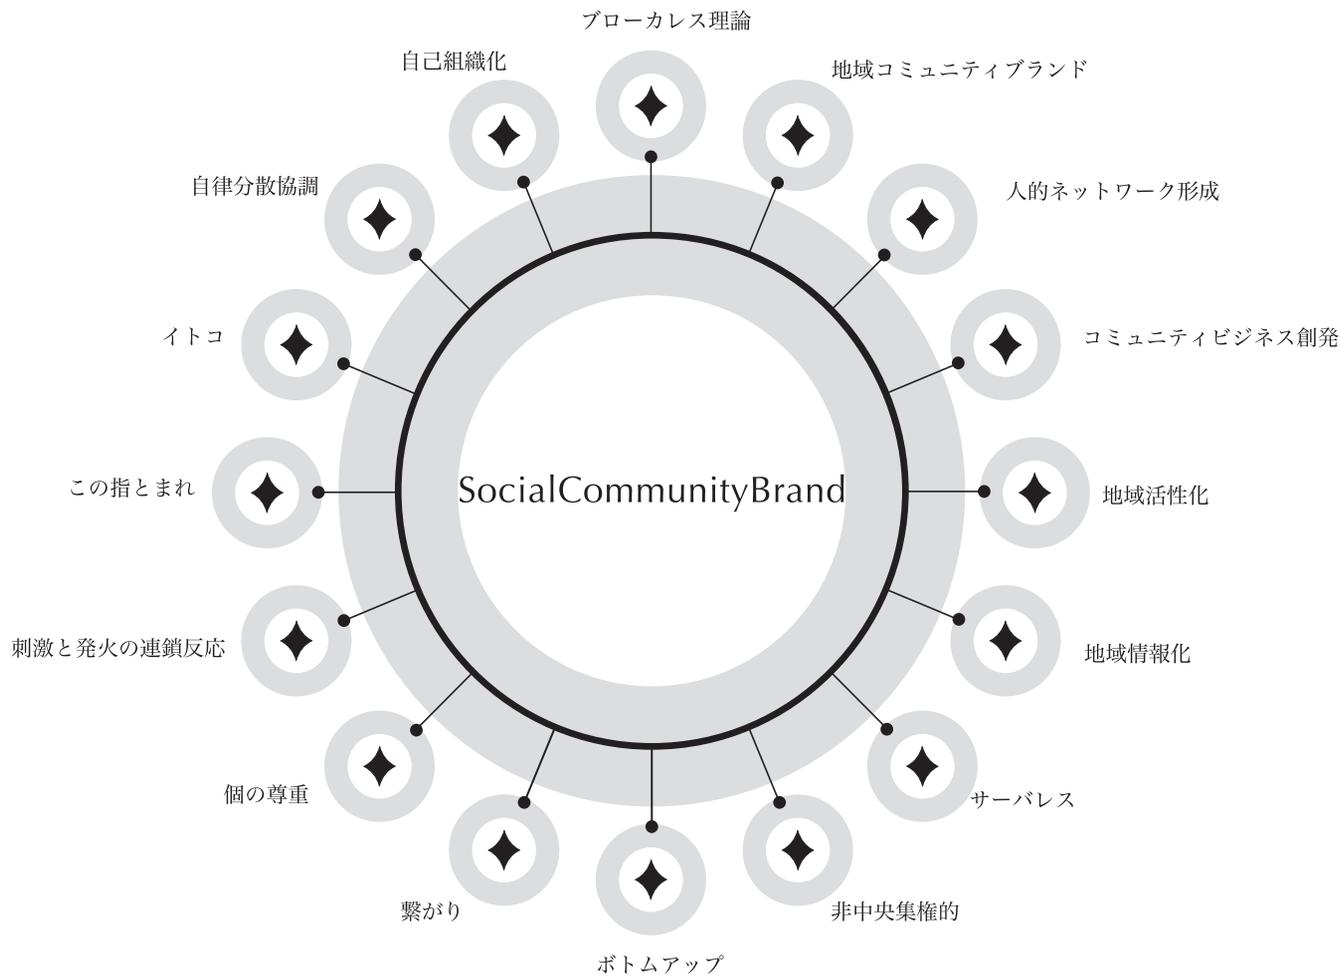 ブローカレス理論
自己組織化
地域コミュニティブランド
自律分散協調
人的ネットワーク形成
イトコ
コミュニティビジネス創発
この指とまれ
SocialCommunityBrand
地域活性化
刺激と発火の連鎖反応
地域情報化
個の尊重
サーバレス
繋がり
非中央集権的
ボトムアップ